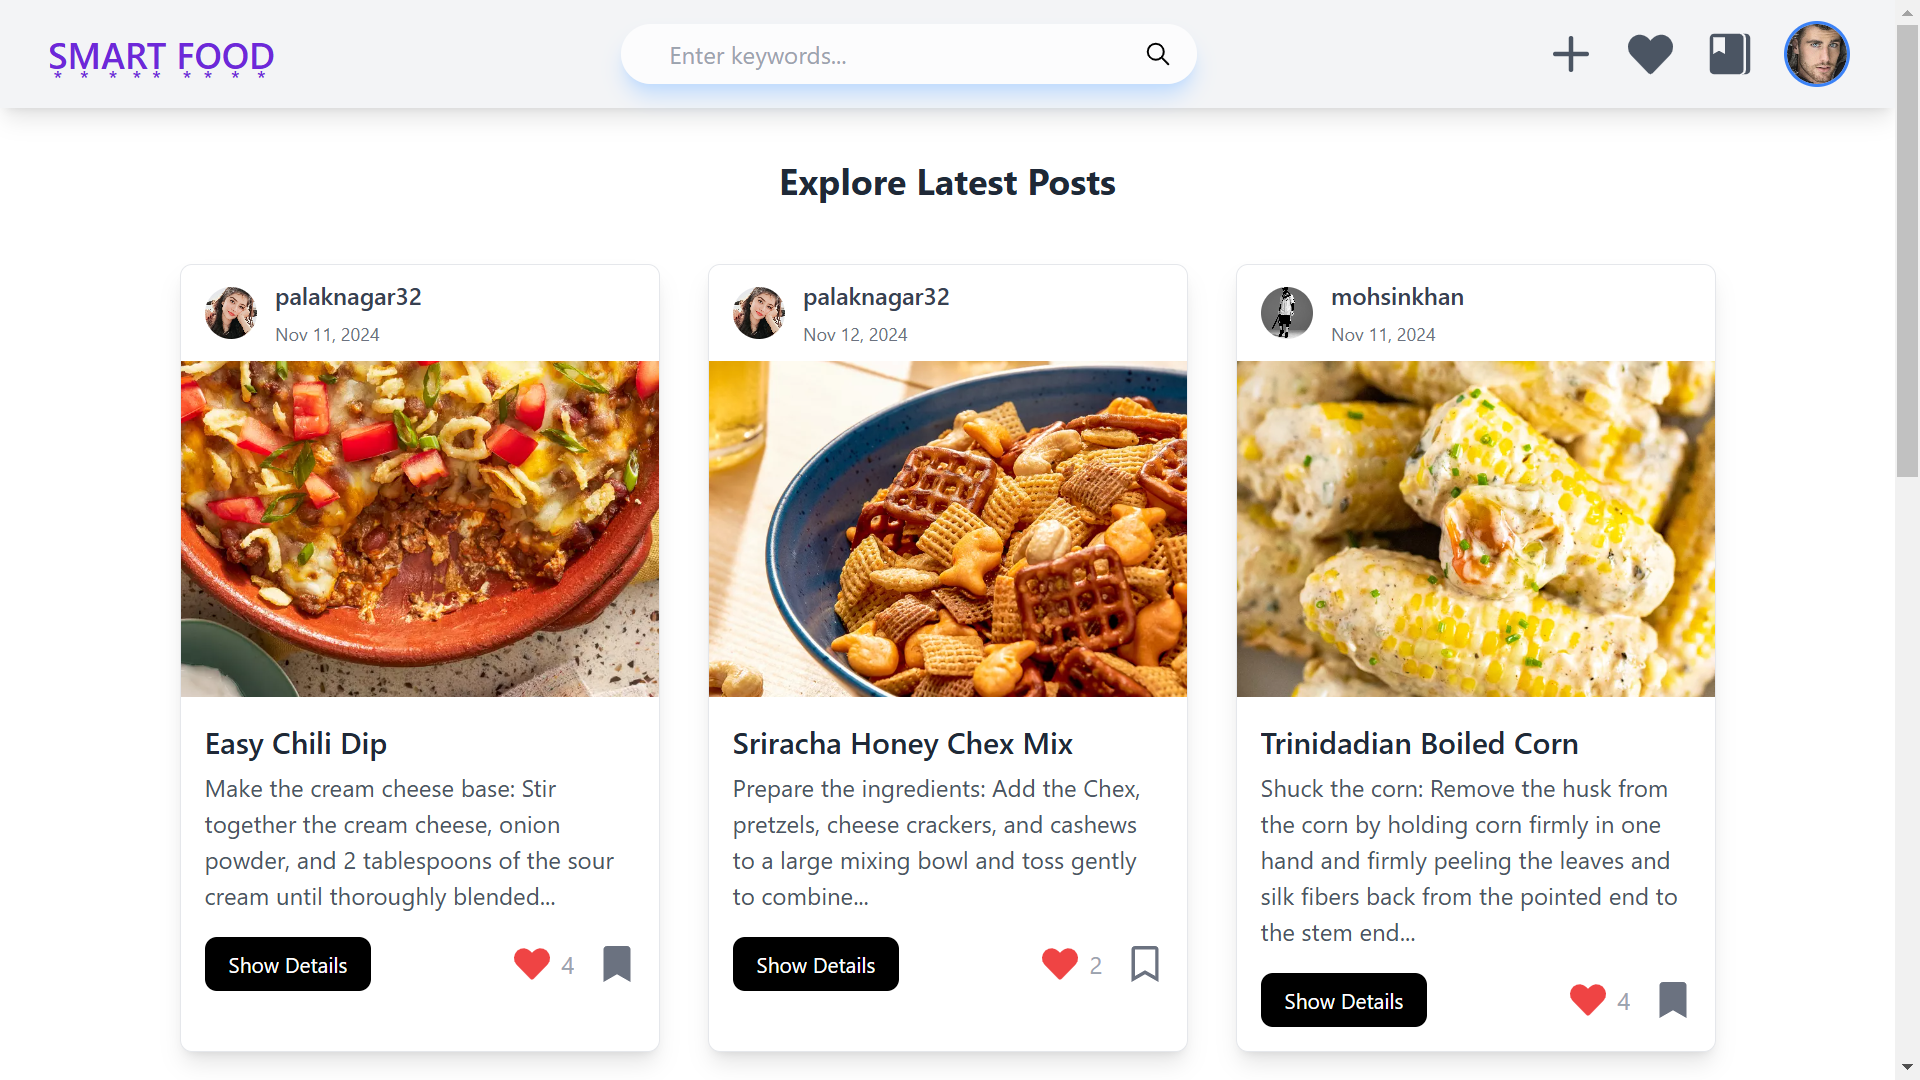 SMART FOOD
* * * * * * * * *
Enter keywords...
Explore Latest Posts
palaknagar32
Nov 11, 2024
Easy Chili Dip
Make the cream cheese base: Stir
together the cream cheese, onion
powder, and 2 tablespoons of the sour
cream until thoroughly blended...
Show Details
4
palaknagar32
Nov 12, 2024
Sriracha Honey Chex Mix
Prepare the ingredients: Add the Chex,
pretzels, cheese crackers, and cashews
to a large mixing bowl and toss gently
to combine...
Show Details
2
mohsinkhan
Nov 11, 2024
Trinidadian Boiled Corn
Shuck the corn: Remove the husk from
the corn by holding corn firmly in one
hand and firmly peeling the leaves and
silk fibers back from the pointed end to
the stem end...
Show Details
4